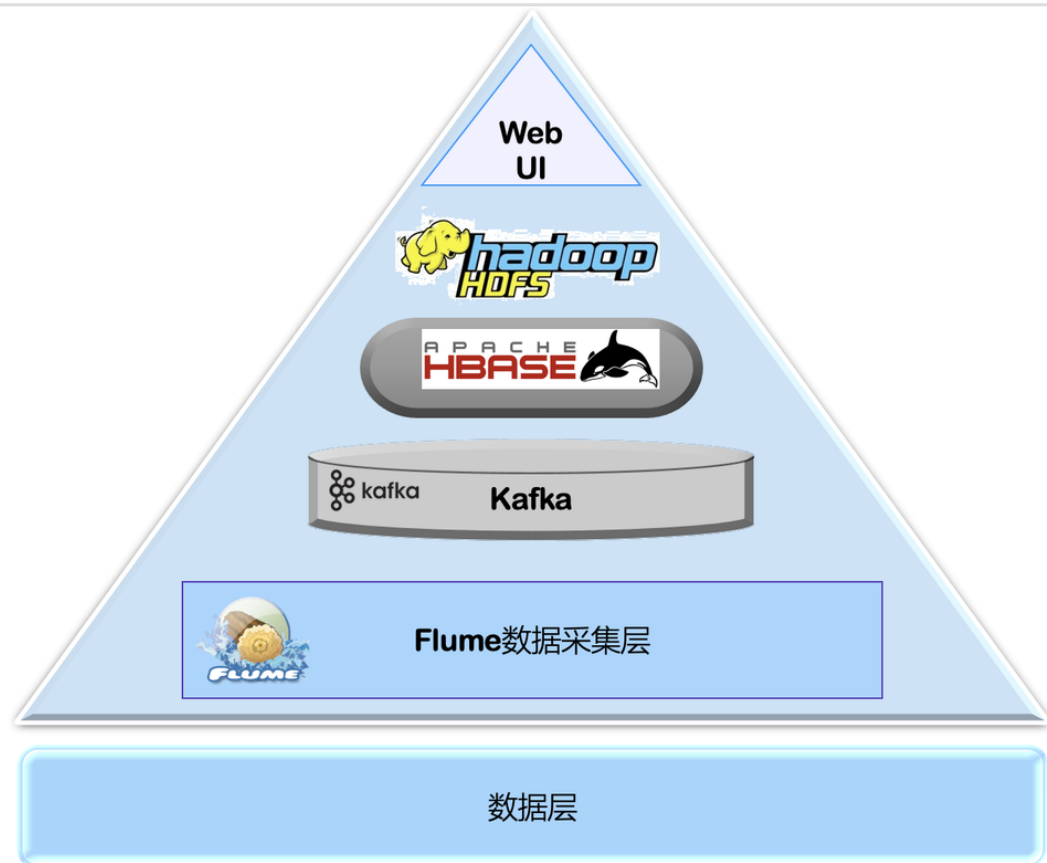 Web
UI
hadoop
HDFS
APACHE
HBASE
kafka
Kafka
FLUME
Flume数据采集层
数据层